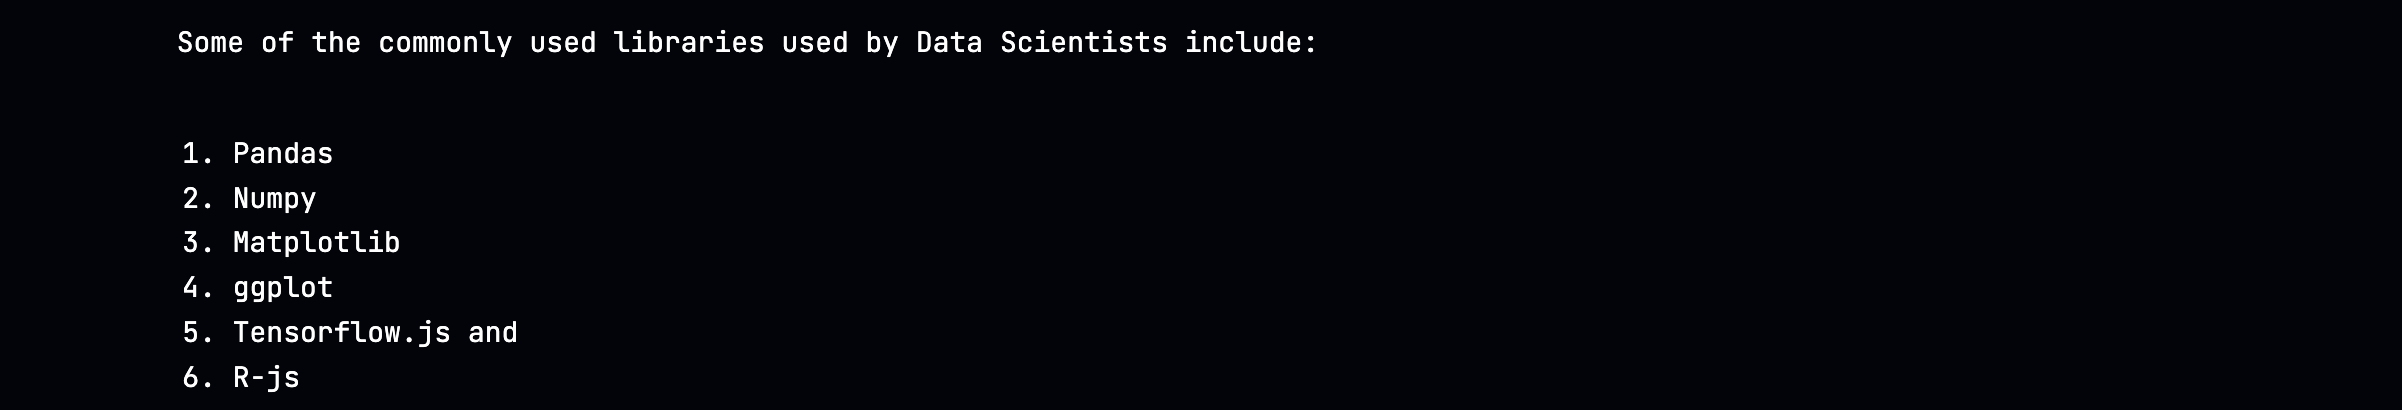 Some of the commonly used libraries used by Data Scientists include:
1. Pandas
2. Numpy
3. Matplotlib
4. ggplot
5. Tensorflow.js and
6. R-js